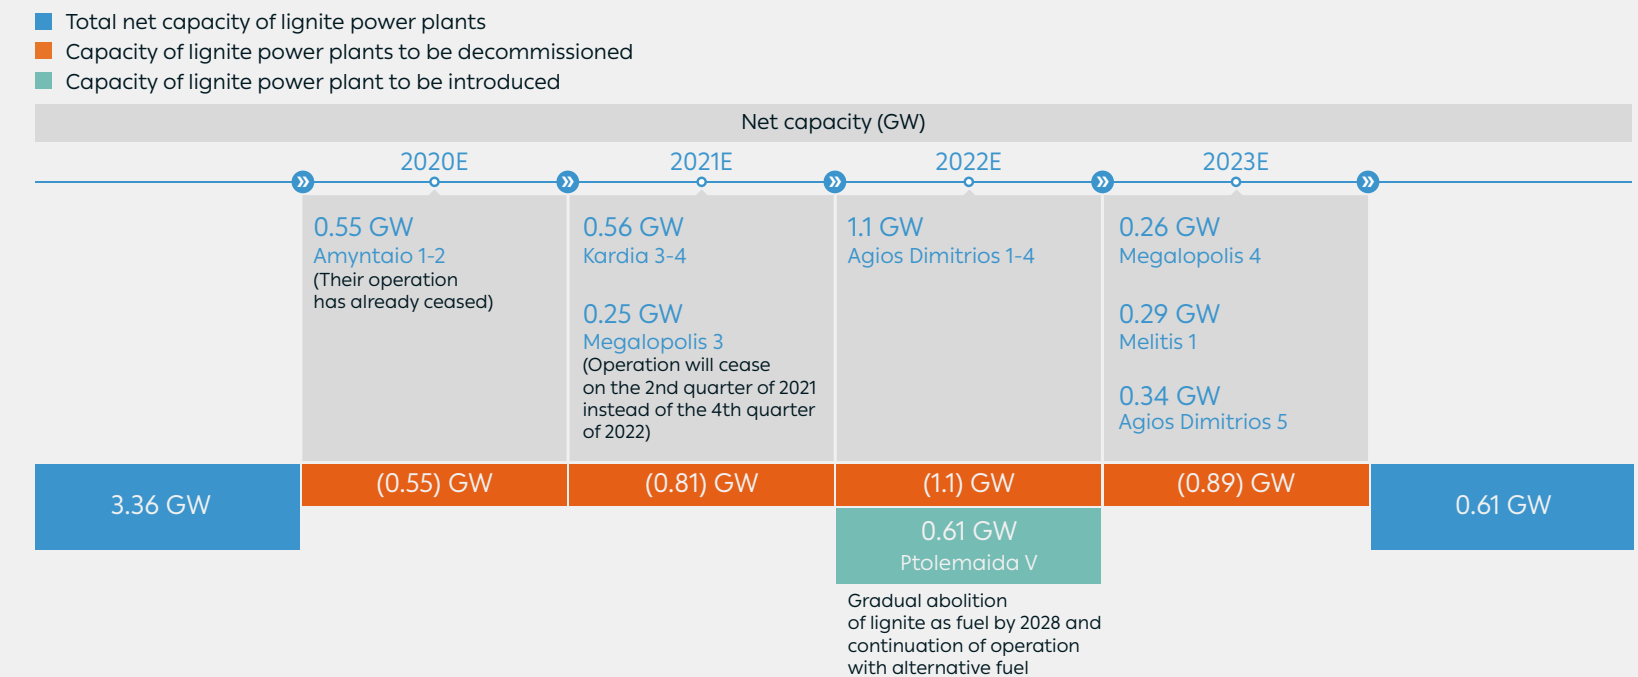 Total net capacity of lignite power plants
Capacity of lignite power plants to be decommissioned
Capacity of lignite power plant to be introduced
Net capacity (GW)
2020E
2021E
2022E
2023E
0.55 GW
Amyntaio 1-2
(Their operation
has already ceased)
0.56 GW
Kardia 3-4
0.25 GW
Megalopolis 3
(Operation will cease
on the 2nd quarter of 2021
instead of the 4th quarter
of 2022)
1.1 GW
Agios Dimitrios 1-4
0.26 GW
Megalopolis 4
0.29 GW
Melitis 1
0.34 GW
Agios Dimitrios 5
3.36 GW
(0.55) GW
(0.81) GW
(1.1) GW
(0.89) GW
0.61 GW
0.61 GW
Ptolemaida V
Gradual abolition
of lignite as fuel by 2028 and
continuation of operation
with alternative fuel